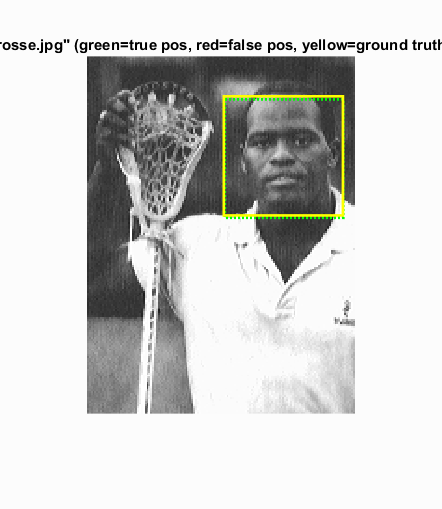 rosse.jpg" (green=true pos, red=false pos, yellow=ground truth